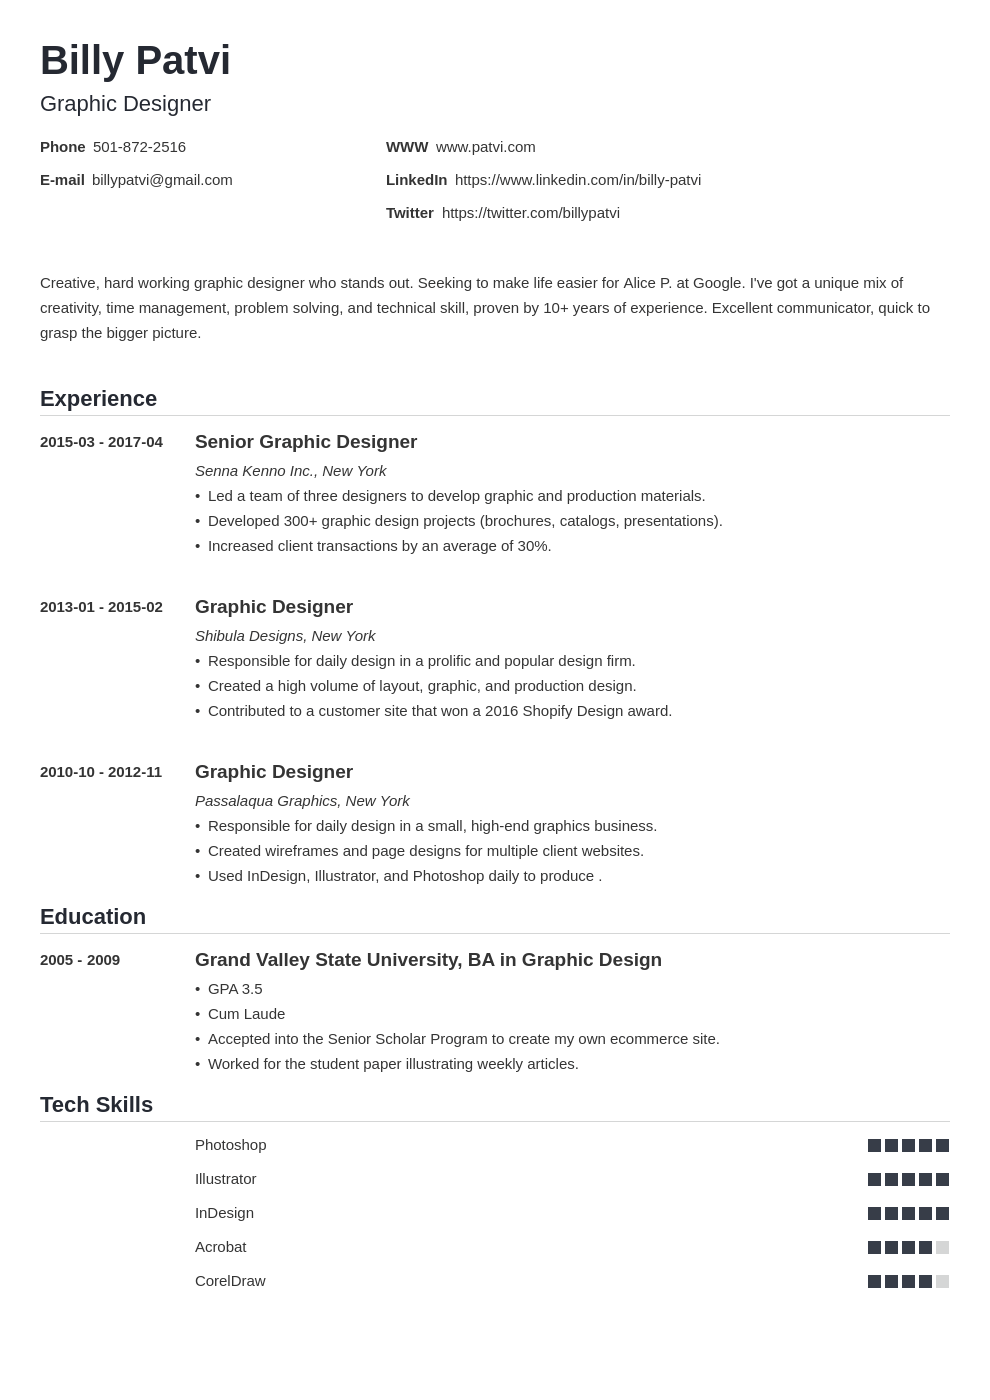 Billy Patvi
Graphic Designer
Phone 501-872-2516
E-mail billypatvi@gmail.com
WWW www.patvi.com
LinkedIn https://www.linkedin.com/in/billy-patvi
Twitter https://twitter.com/billypatvi
Creative, hard working graphic designer who stands out. Seeking to make life easier for Alice P. at Google. I've got a unique mix of
creativity, time management, problem solving, and technical skill, proven by 10+ years of experience. Excellent communicator, quick to
grasp the bigger picture.
Experience
2015-03 - 2017-04 Senior Graphic Designer
Senna Kenno Inc., New York
• Led a team of three designers to develop graphic and production materials.
• Developed 300+ graphic design projects (brochures, catalogs, presentations).
• Increased client transactions by an average of 30%.
2013-01 - 2015-02 Graphic Designer
Shibula Designs, New York
• Responsible for daily design in a prolific and popular design firm.
• Created a high volume of layout, graphic, and production design.
• Contributed to a customer site that won a 2016 Shopify Design award.
2010-10 - 2012-11 Graphic Designer
Passalaqua Graphics, New York
• Responsible for daily design in a small, high-end graphics business.
• Created wireframes and page designs for multiple client websites.
• Used InDesign, Illustrator, and Photoshop daily to produce .
Education
2005 - 2009 Grand Valley State University, BA in Graphic Design
• GPA 3.5
• Cum Laude
• Accepted into the Senior Scholar Program to create my own ecommerce site.
• Worked for the student paper illustrating weekly articles.
Tech Skills
Photoshop
Illustrator
InDesign
Acrobat
CorelDraw